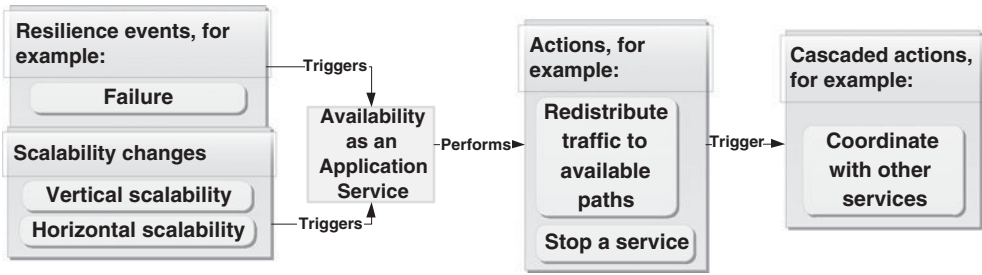 Resilience events, for
example:
Failure
Scalability changes
Vertical scalability
Horizontal scalability
Triggers
Triggers
Availability
as an
Application
Service
Performs
Actions, for
example:
Redistribute
traffic to
available
paths
Stop a service
Trigger
Cascaded actions,
for example:
Coordinate
with other
services